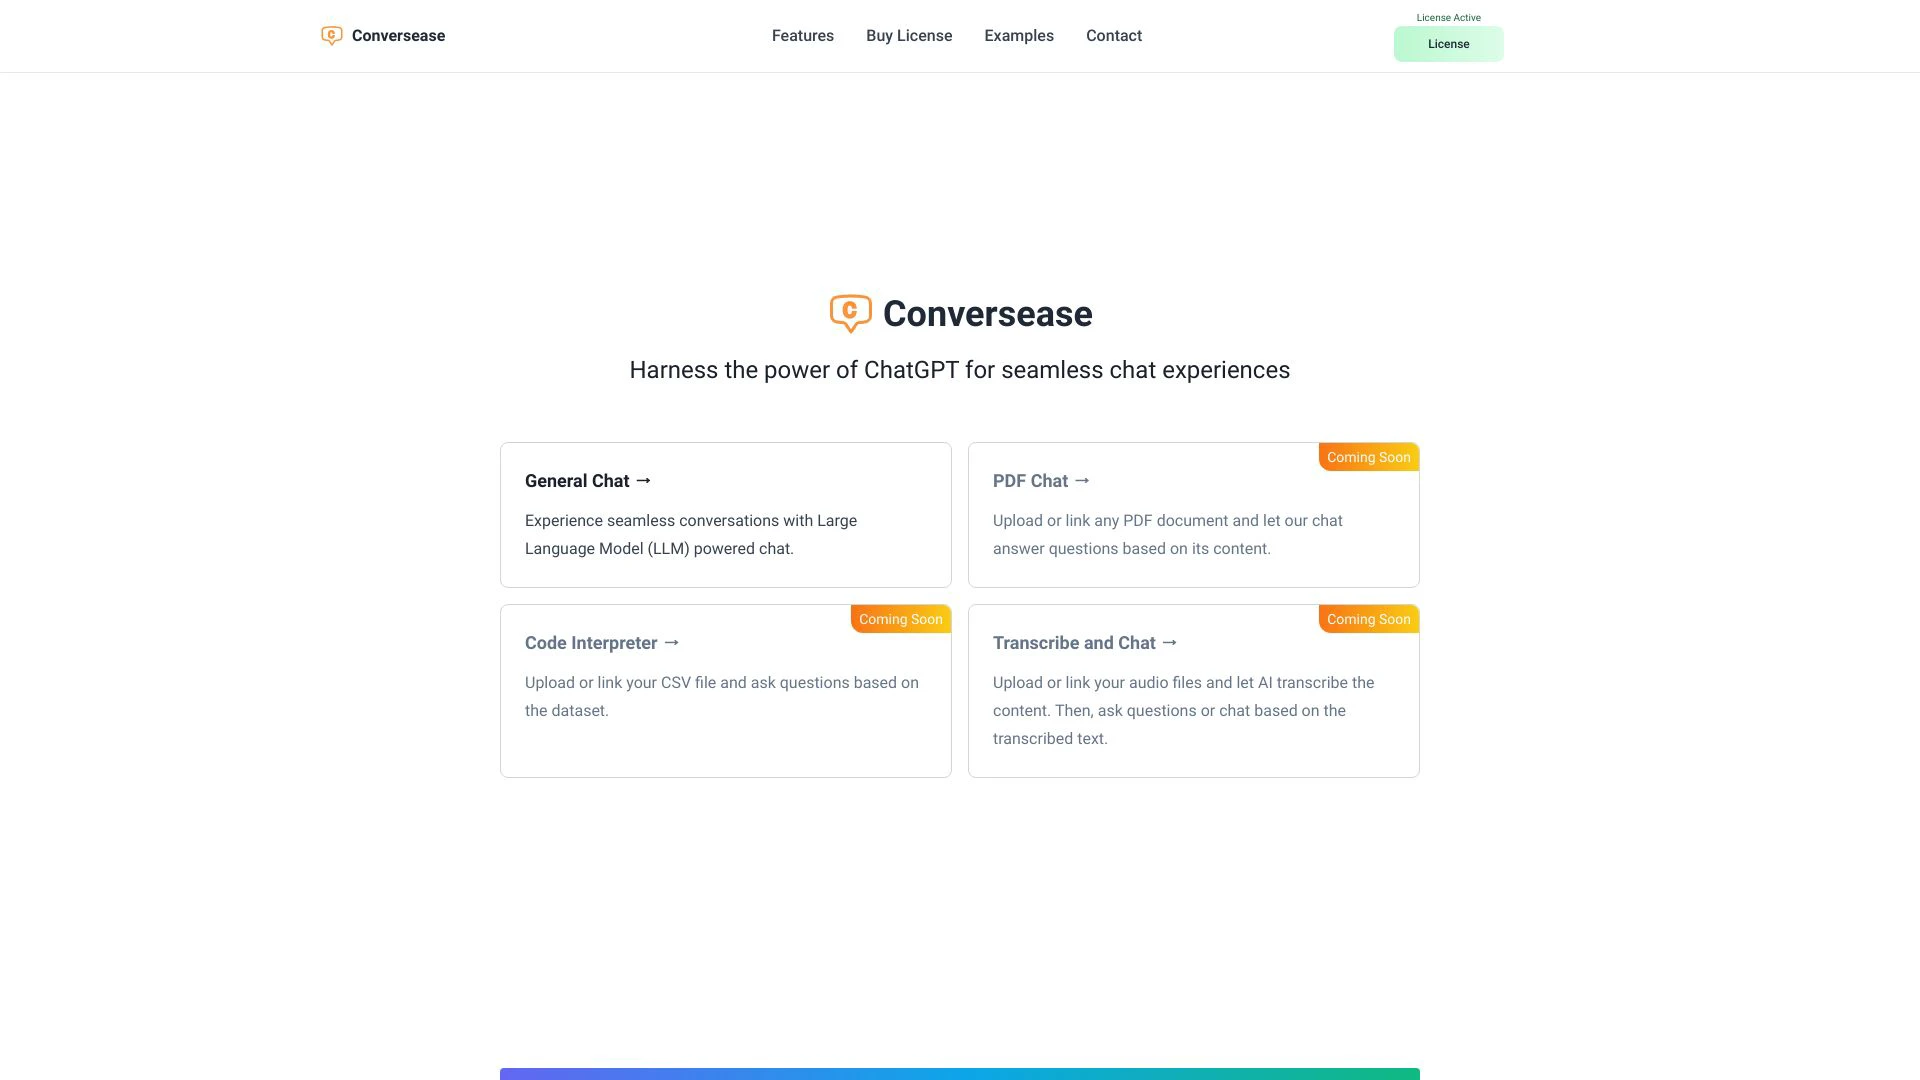 Conversease
Features
Buy License
Examples
Contact
License Active
License
Conversease
Harness the power of ChatGPT for seamless chat experiences
General Chat →
Experience seamless conversations with Large
Language Model (LLM) powered chat.
Coming Soon
PDF Chat →
Upload or link any PDF document and let our chat
answer questions based on its content.
Coming Soon
Code Interpreter →
Upload or link your CSV file and ask questions based on
the dataset.
Coming Soon
Transcribe and Chat →
Upload or link your audio files and let AI transcribe the
content. Then, ask questions or chat based on the
transcribed text.